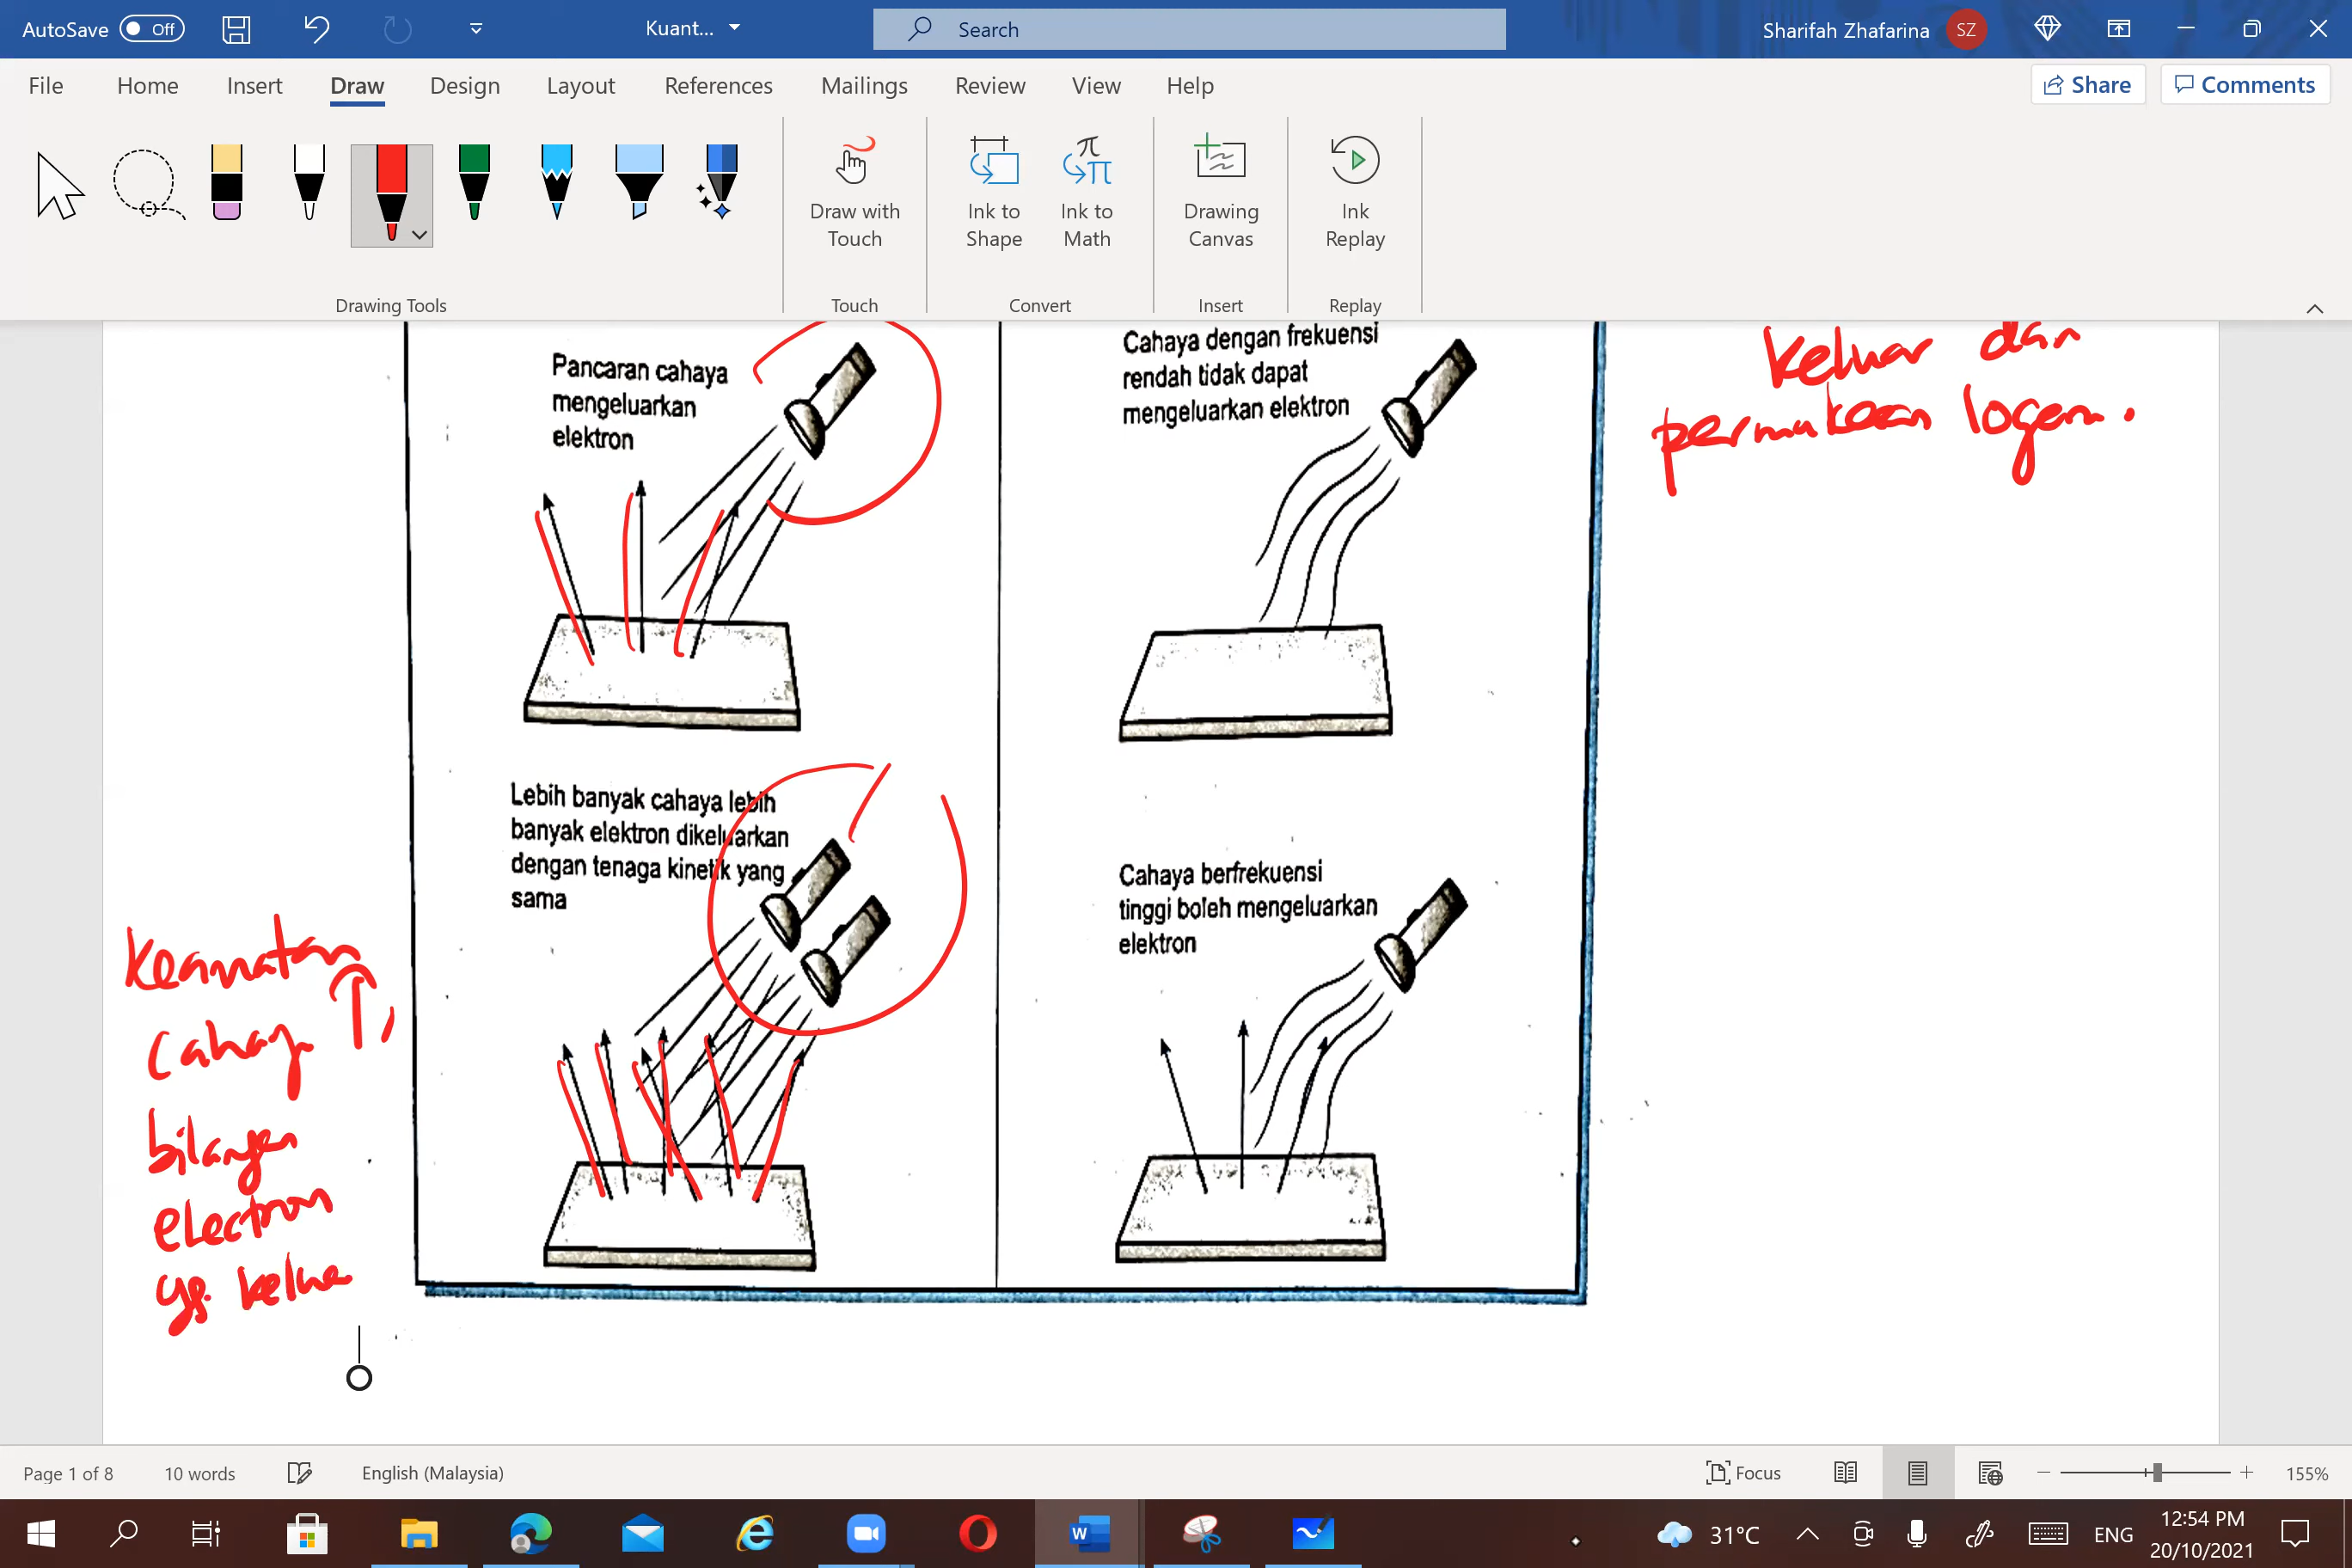 AutoSave Off Kuant... Search Sharifah Zhafarina SZ
File Home Insert Draw Design Layout References Mailings Review View Help Share Comments
Draw with Touch
Ink to Shape
Ink to Math
Drawing Canvas
Ink Replay
Drawing Tools Touch Convert Insert Replay
Pancaran cahaya
mengeluarkan
elektron
Cahaya dengan frekuensi
rendah tidak dapat
mengeluarkan elektron
keluar dan
permukaan logam.
Lebih banyak cahaya lebih
banyak elektron dikeluarkan
dengan tenaga kinetik yang
sama
Cahaya berfrekuensi
tinggi boleh mengeluarkan
elektron
Keamatan
Cahaya ↑,
bilangan
electron
yg. kelua
Page 1 of 8 10 words English (Malaysia) Focus 155%
31°C ENG 12:54 PM
20/10/2021